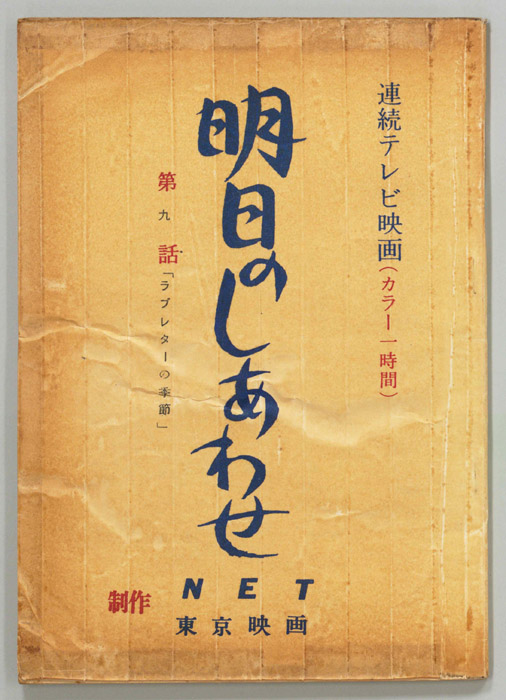 連続テレビ映画(カラー一時間)
明日のしあわせ
第九話「ラブレターの季節」
制作
NET
東京映画